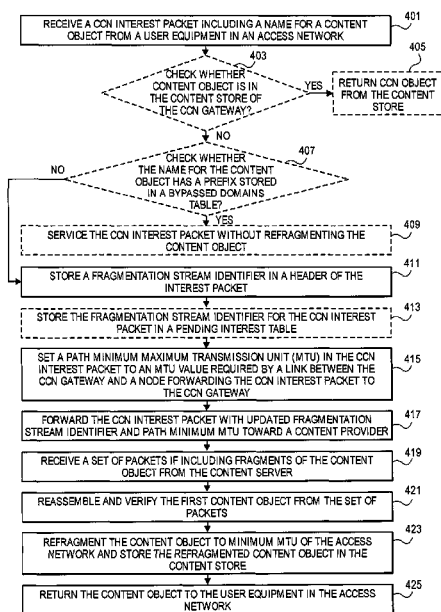 RECEIVE A CCN INTEREST PACKET INCLUDING A NAME FOR A CONTENT
OBJECT FROM A USER EQUIPMENT IN AN ACCESS NETWORK
401
403
CHECK WHETHER
CONTENT OBJECT IS IN
THE CONTENT STORE OF
THE CCN GATEWAY?
YES
405
RETURN CCN OBJECT
FROM THE CONTENT
STORE
NO
407
CHECK WHETHER
THE NAME FOR THE CONTENT
OBJECT HAS A PREFIX STORED
IN A BYPASSED DOMAINS
TABLE?
NO
YES
SERVICE THE CCN INTEREST PACKET WITHOUT REFRAGMENTING THE
CONTENT OBJECT
409
STORE A FRAGMENTATION STREAM IDENTIFIER IN A HEADER OF THE
INTEREST PACKET
411
STORE THE FRAGMENTATION STREAM IDENTIFIER FOR THE CCN INTEREST
PACKET IN A PENDING INTEREST TABLE
413
SET A PATH MINIMUM MAXIMUM TRANSMISSION UNIT (MTU) IN THE CCN
INTEREST PACKET TO AN MTU VALUE REQUIRED BY A LINK BETWEEN THE
CCN GATEWAY AND A NODE FORWARDING THE CCN INTEREST PACKET TO
THE CCN GATEWAY
415
FORWARD THE CCN INTEREST PACKET WITH UPDATED FRAGMENTATION
STREAM IDENTIFIER AND PATH MINIMUM MTU TOWARD A CONTENT PROVIDER
417
RECEIVE A SET OF PACKETS IF INCLUDING FRAGMENTS OF THE CONTENT
OBJECT FROM THE CONTENT SERVER
419
REASSEMBLE AND VERIFY THE FIRST CONTENT OBJECT FROM THE SET OF
PACKETS
421
REFRAGMENT THE CONTENT OBJECT TO MINIMUM MTU OF THE ACCESS
NETWORK AND STORE THE REFRAGMENTED CONTENT OBJECT IN THE
CONTENT STORE
423
RETURN THE CONTENT OBJECT TO THE USER EQUIPMENT IN THE ACCESS
NETWORK
425